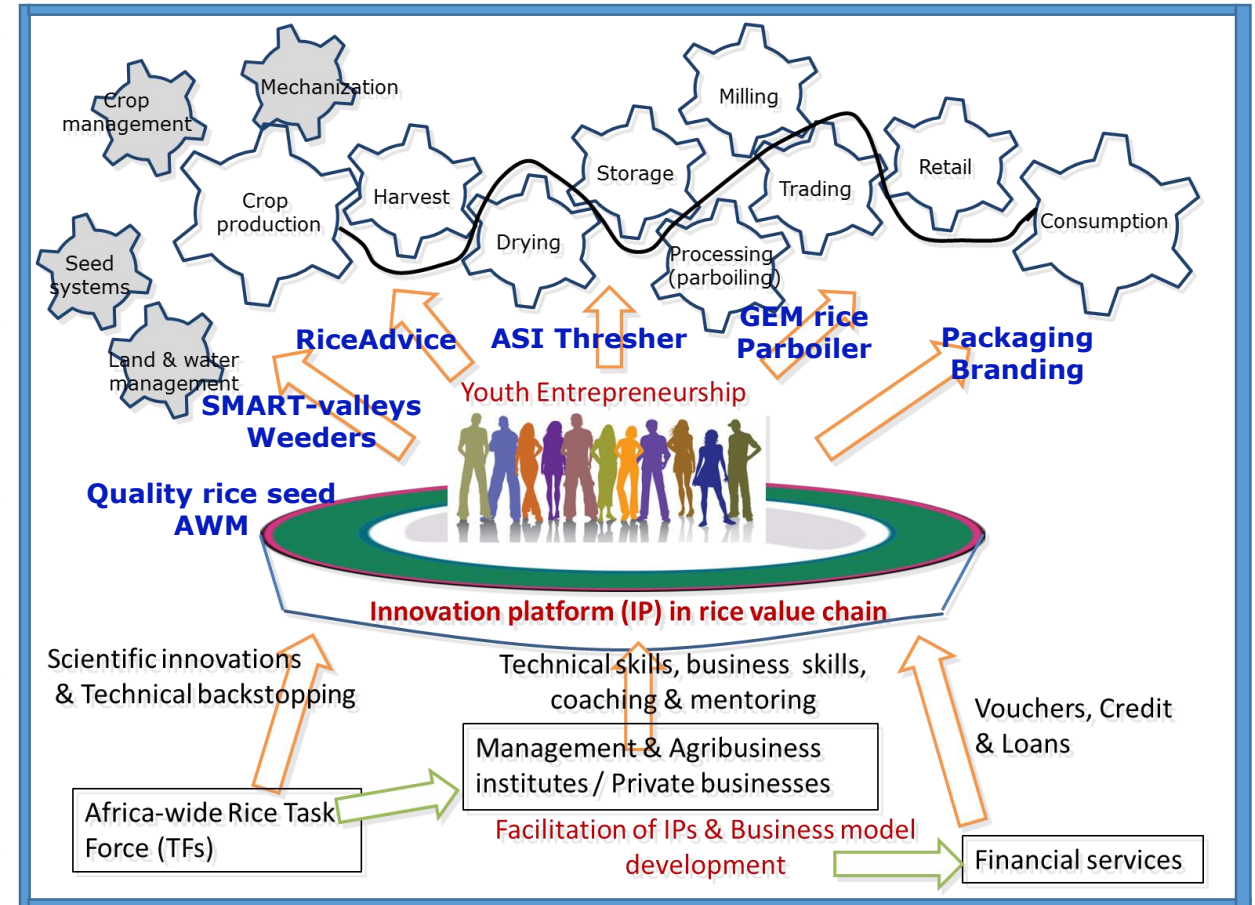 Mechanization
Crop
management
Milling
Crop
production
Harvest
Drying
Storage
Processing
(parboiling)
Trading
Retail
Consumption
Seed
systems
Land & water
management
RiceAdvice
ASI Thresher
GEM rice
Parboiler
Packaging
Branding
SMART-valleys
Weeders
Youth Entrepreneurship
Quality rice seed
AWM
Innovation platform (IP) in rice value chain
Scientific innovations
& Technical backstopping
Technical skills, business skills,
coaching & mentoring
Vouchers, Credit
& Loans
Management & Agribusiness
institutes / Private businesses
Africa-wide Rice Task
Force (TFs)
Facilitation of IPs & Business model
development
Financial services